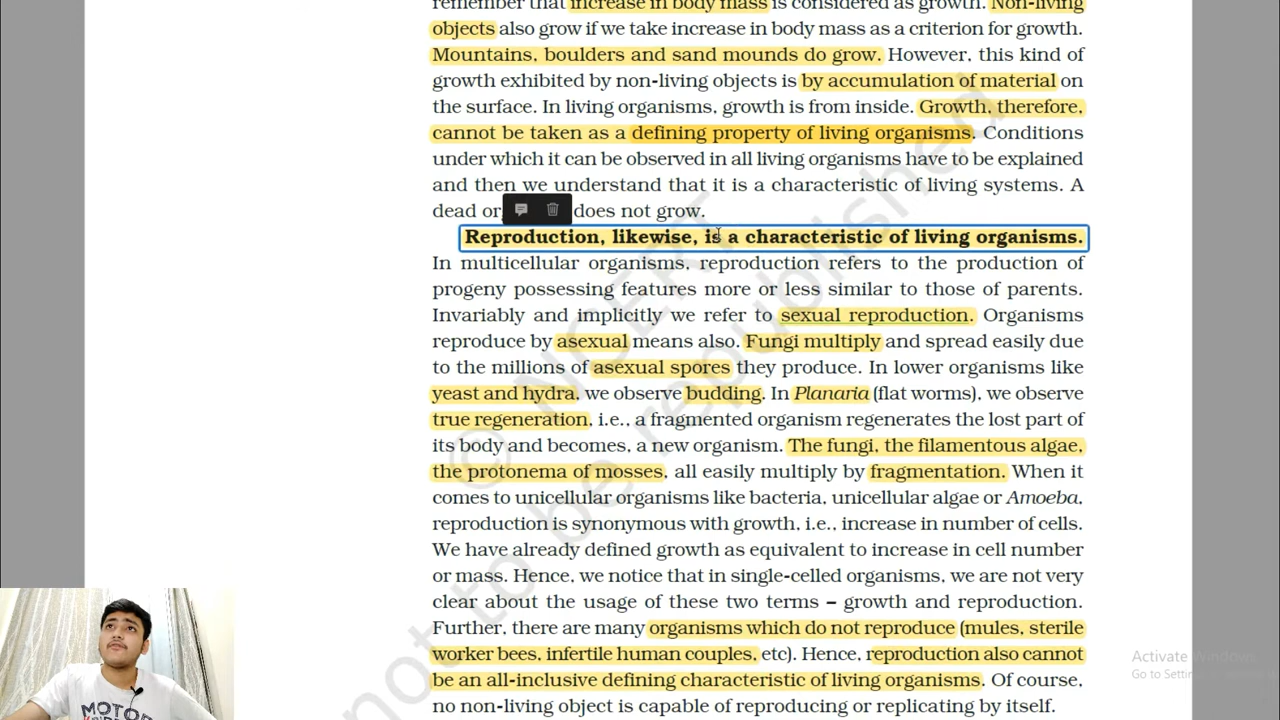 remember that increase in body mass is considered as growth. Non-living
objects also grow if we take increase in body mass as a criterion for growth.
Mountains, boulders and sand mounds do grow. However, this kind of
growth exhibited by non-living objects is by accumulation of material on
the surface. In living organisms, growth is from inside. Growth, therefore,
cannot be taken as a defining property of living organisms. Conditions
under which it can be observed in all living organisms have to be explained
and then we understand that it is a characteristic of living systems. A
dead or does not grow.
Reproduction, likewise, is a characteristic of living organisms.
In multicellular organisms, reproduction refers to the production of
progeny possessing features more or less similar to those of parents.
Invariably and implicitly we refer to sexual reproduction. Organisms
reproduce by asexual means also. Fungi multiply and spread easily due
to the millions of asexual spores they produce. In lower organisms like
yeast and hydra, we observe budding. In Planaria (flat worms), we observe
true regeneration, i.e., a fragmented organism regenerates the lost part of
its body and becomes, a new organism. The fungi, the filamentous algae,
the protonema of mosses, all easily multiply by fragmentation. When it
comes to unicellular organisms like bacteria, unicellular algae or Amoeba,
reproduction is synonymous with growth, i.e., increase in number of cells.
We have already defined growth as equivalent to increase in cell number
or mass. Hence, we notice that in single-celled organisms, we are not very
clear about the usage of these two terms – growth and reproduction.
Further, there are many organisms which do not reproduce (mules, sterile
worker bees, infertile human couples, etc). Hence, reproduction also cannot
be an all-inclusive defining characteristic of living organisms. Of course,
no non-living object is capable of reproducing or replicating by itself.
© NCERT
not to be republished
Activate Windows
Go to Settin
MOTOR